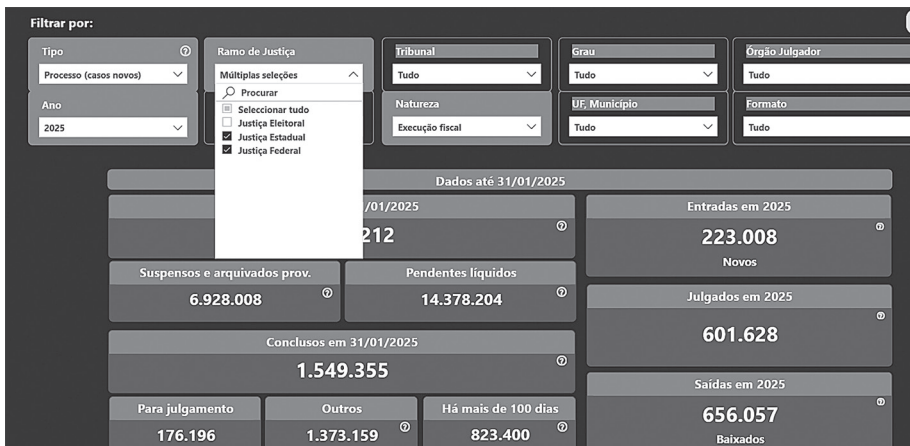 Filtrar por:
Tipo
Processo (casos novos)
Ramo de Justiça
Múltiplas seleções
Tribunal
Tudo
Grau
Tudo
Órgão Julgador
Tudo
Ano
2025
Procurar
Seleccionar tudo
Justiça Eleitoral
Justiça Estadual
Justiça Federal
Natureza
Execução fiscal
UF, Município
Tudo
Formato
Tudo
Dados até 31/01/2025
/01/2025
212
Entradas em 2025
223.008
Novos
Suspensos e arquivados prov.
6.928.008
Pendentes líquidos
14.378.204
Julgados em 2025
601.628
Conclusos em 31/01/2025
1.549.355
Saídas em 2025
656.057
Baixados
Para julgamento
176.196
Outros
1.373.159
Há mais de 100 dias
823.400